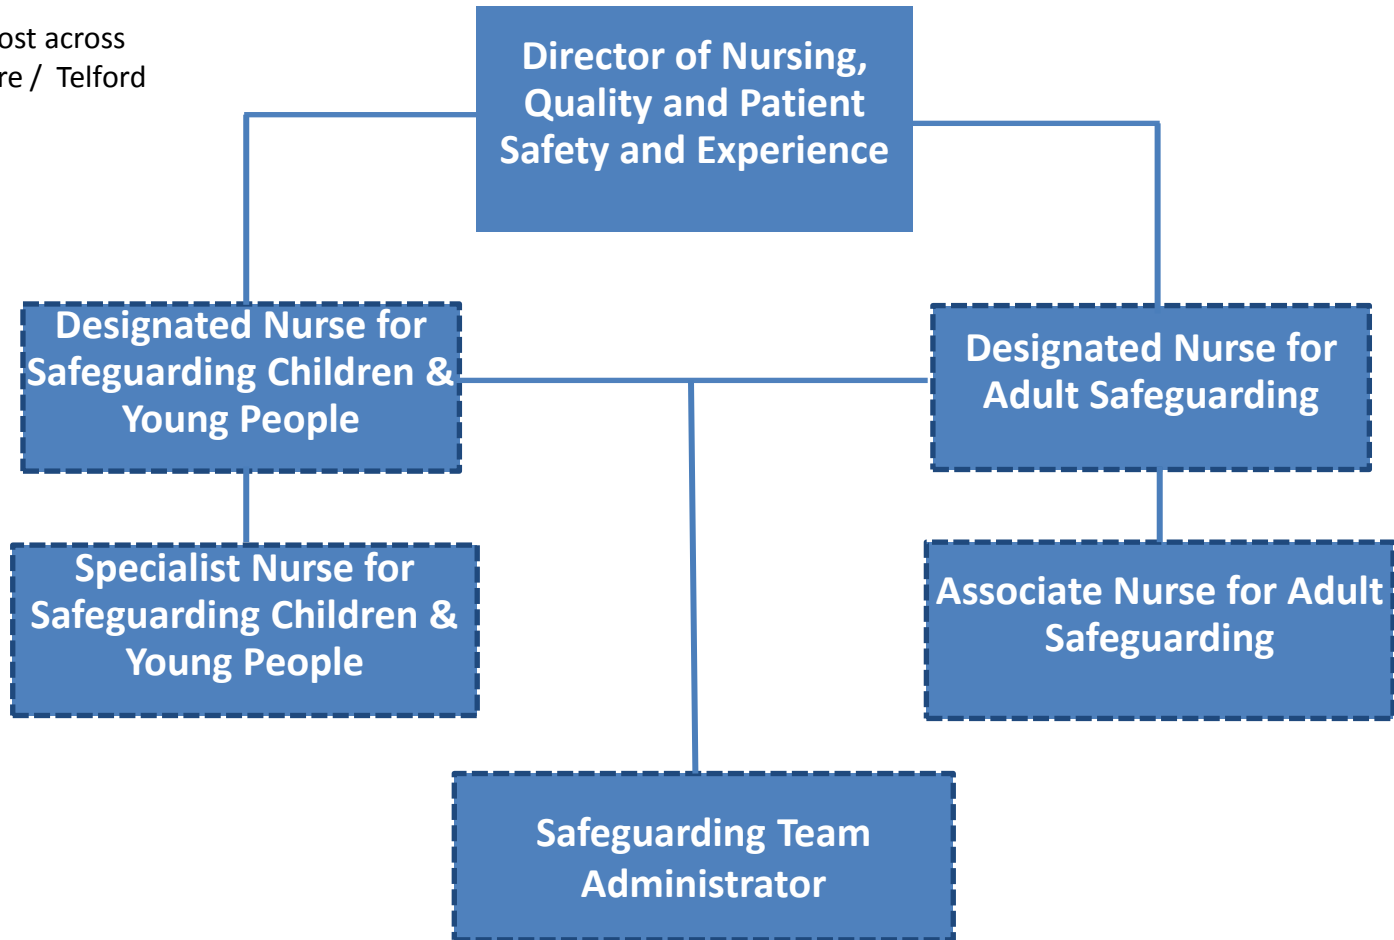 ost across
re / Telford
Director of Nursing,
Quality and Patient
Safety and Experience
Designated Nurse for
Safeguarding Children &
Young People
Designated Nurse for
Adult Safeguarding
Specialist Nurse for
Safeguarding Children &
Young People
Associate Nurse for Adult
Safeguarding
Safeguarding Team
Administrator